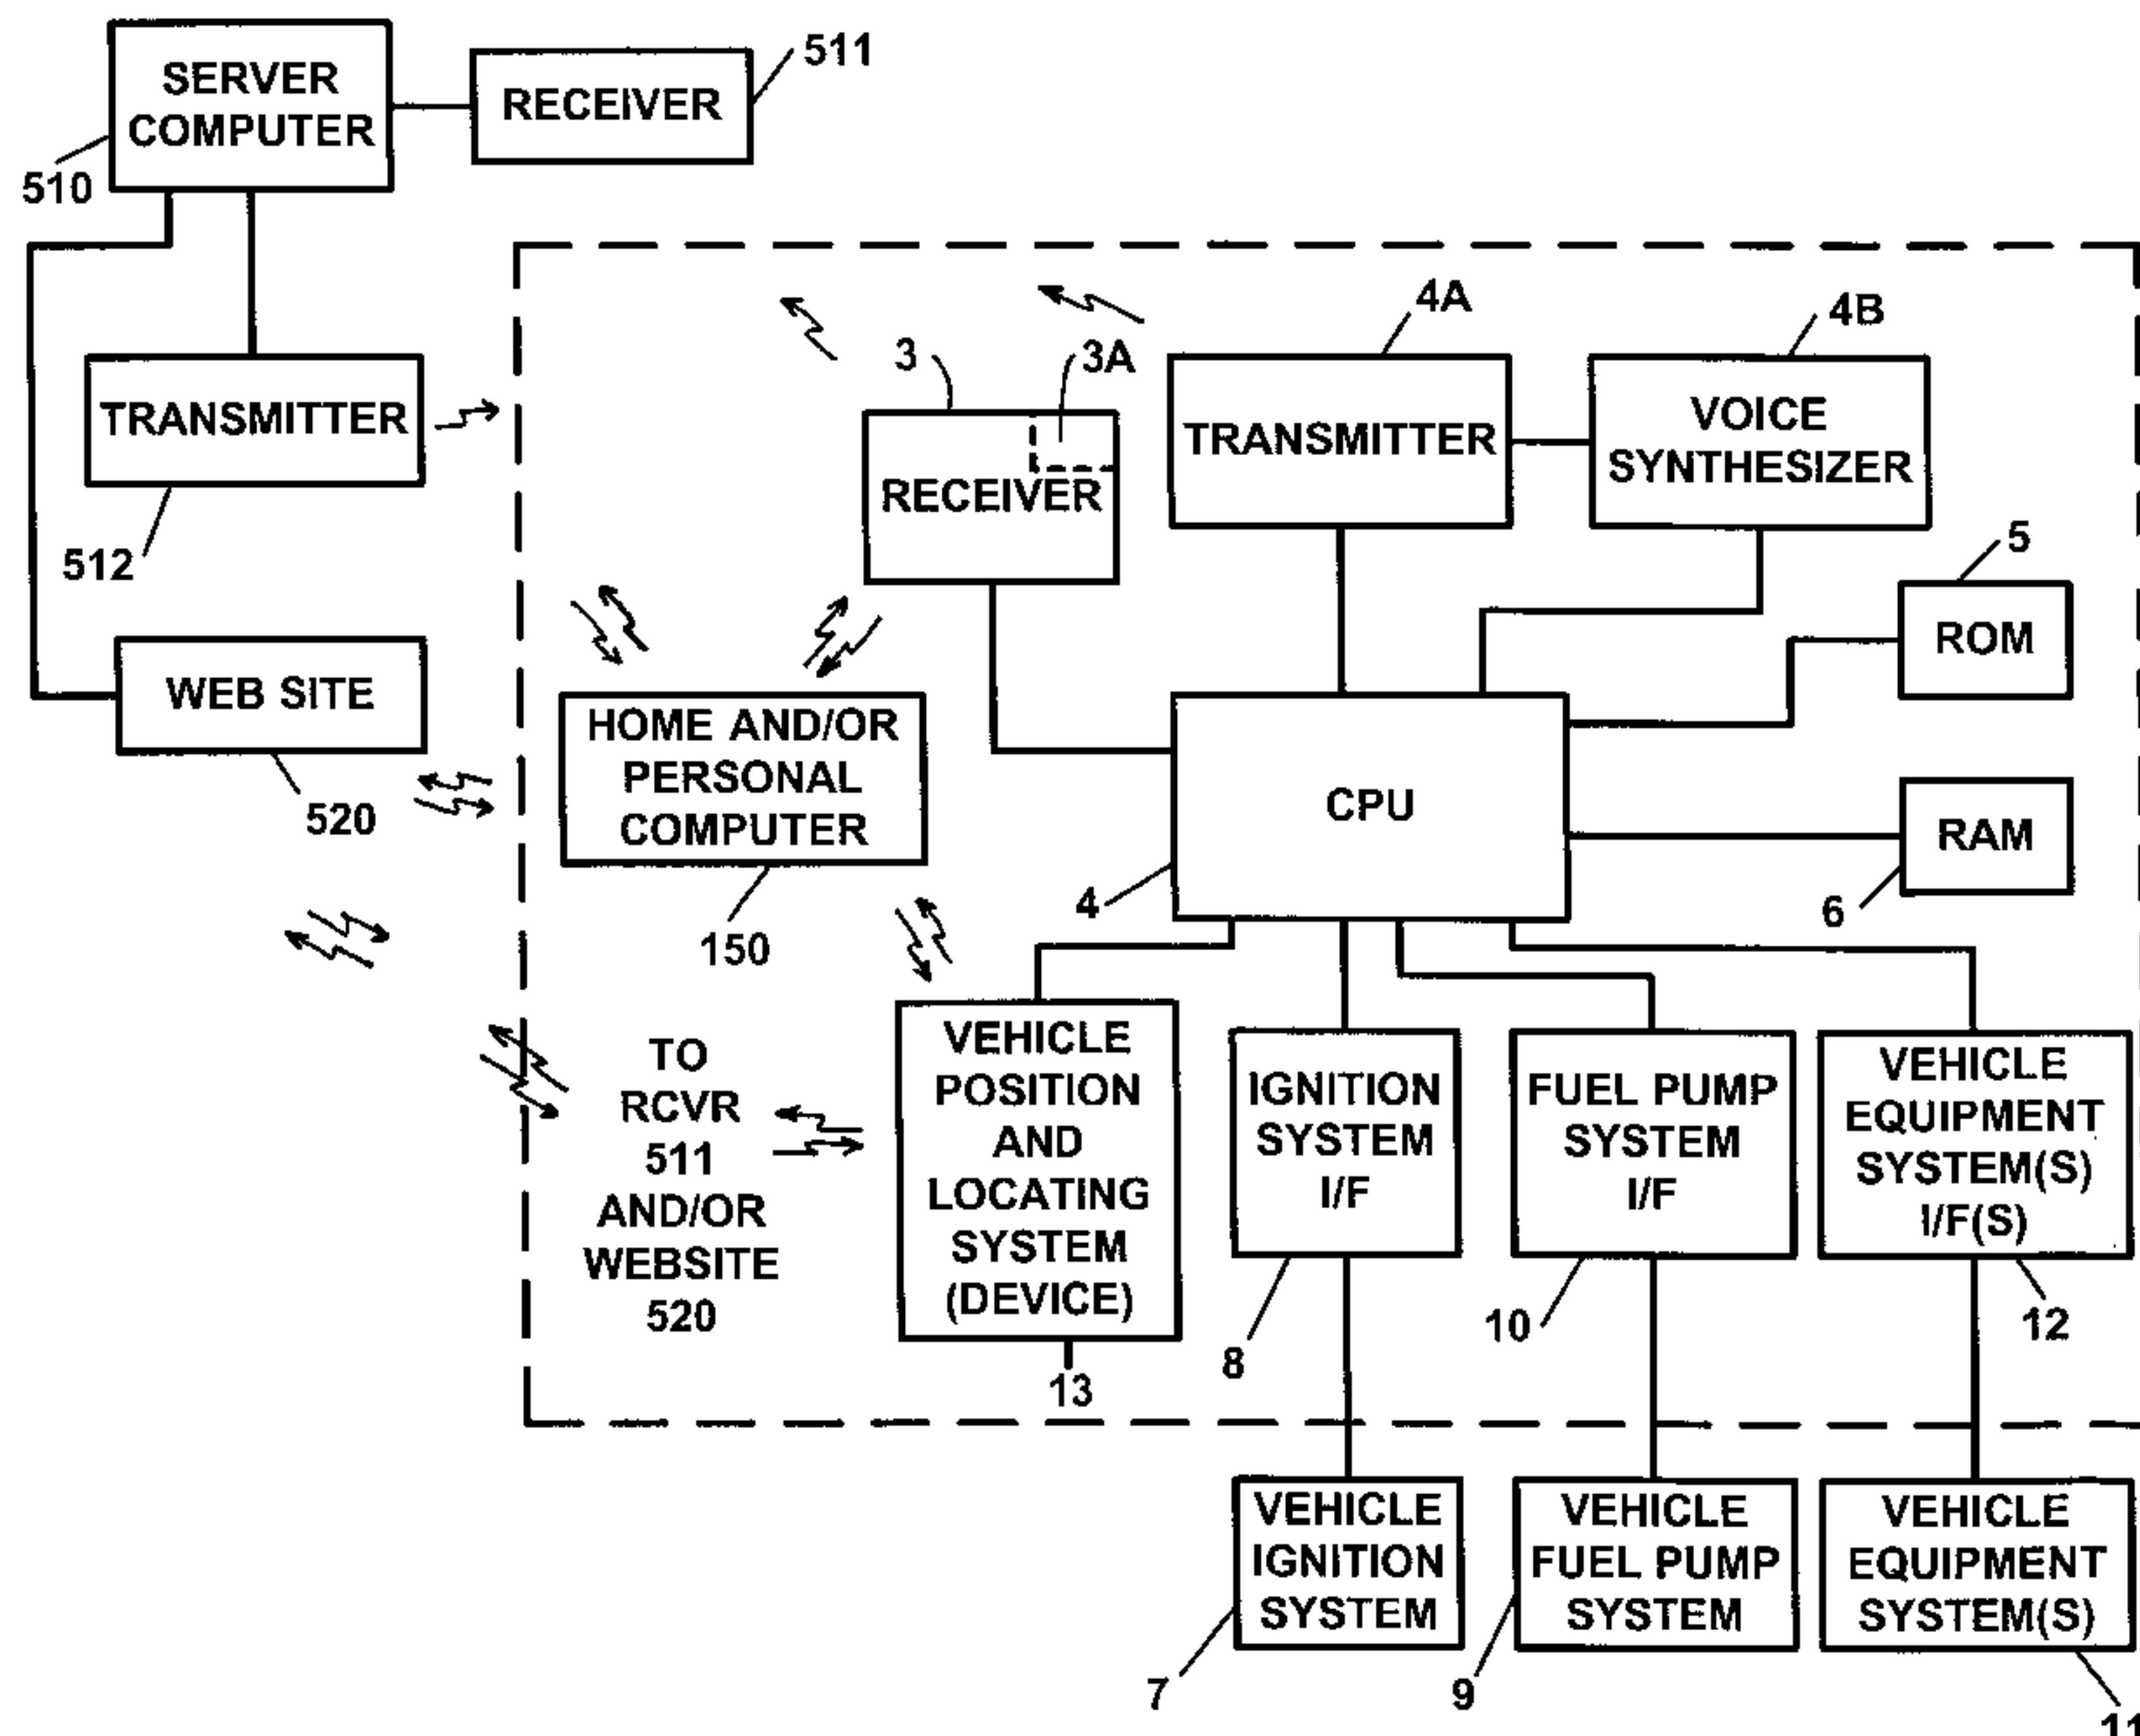 SERVER
COMPUTER
510
RECEIVER
511
TRANSMITTER
512
WEB SITE
520
3
3A
RECEIVER
4A
TRANSMITTER
4B
VOICE
SYNTHESIZER
5
ROM
HOME AND/OR
PERSONAL
COMPUTER
150
CPU
4
RAM
6
TO
RCVR
511
AND/OR
WEBSITE
520
VEHICLE
POSITION
AND
LOCATING
SYSTEM
(DEVICE)
13
IGNITION
SYSTEM
I/F
8
FUEL PUMP
SYSTEM
I/F
10
VEHICLE
EQUIPMENT
SYSTEM(S)
I/F(S)
12
VEHICLE
IGNITION
SYSTEM
7
VEHICLE
FUEL PUMP
SYSTEM
9
VEHICLE
EQUIPMENT
SYSTEM(S)
11